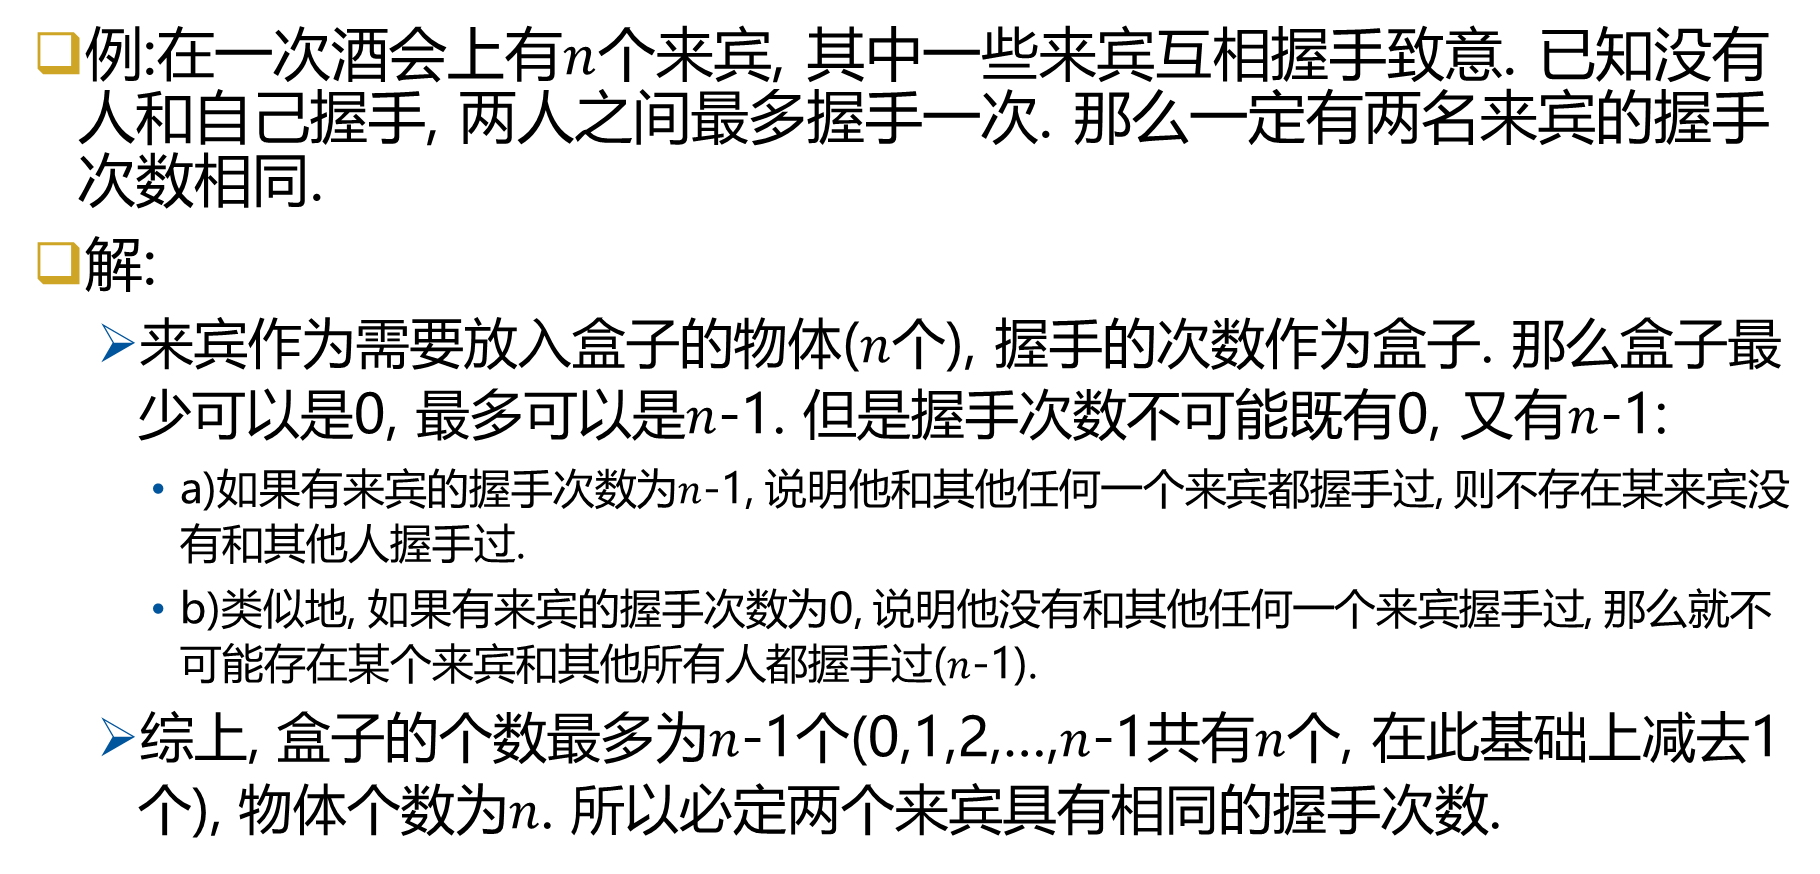 例:在一次酒会上有n个来宾, 其中一些来宾互相握手致意. 已知没有
人和自己握手, 两人之间最多握手一次. 那么一定有两名来宾的握手
次数相同.
解:
来宾作为需要放入盒子的物体(n个), 握手的次数作为盒子. 那么盒子最
少可以是0, 最多可以是n-1. 但是握手次数不可能既有0, 又有n-1:
• a)如果有来宾的握手次数为n-1, 说明他和其他任何一个来宾都握手过, 则不存在某来宾没
有和其他人握手过.
• b)类似地, 如果有来宾的握手次数为0, 说明他没有和其他任何一个来宾握手过, 那么就不
可能存在某个来宾和其他所有人都握手过(n-1).
综上, 盒子的个数最多为n-1个(0,1,2,...,n-1共有n个, 在此基础上减去1
个), 物体个数为n. 所以必定两个来宾具有相同的握手次数.